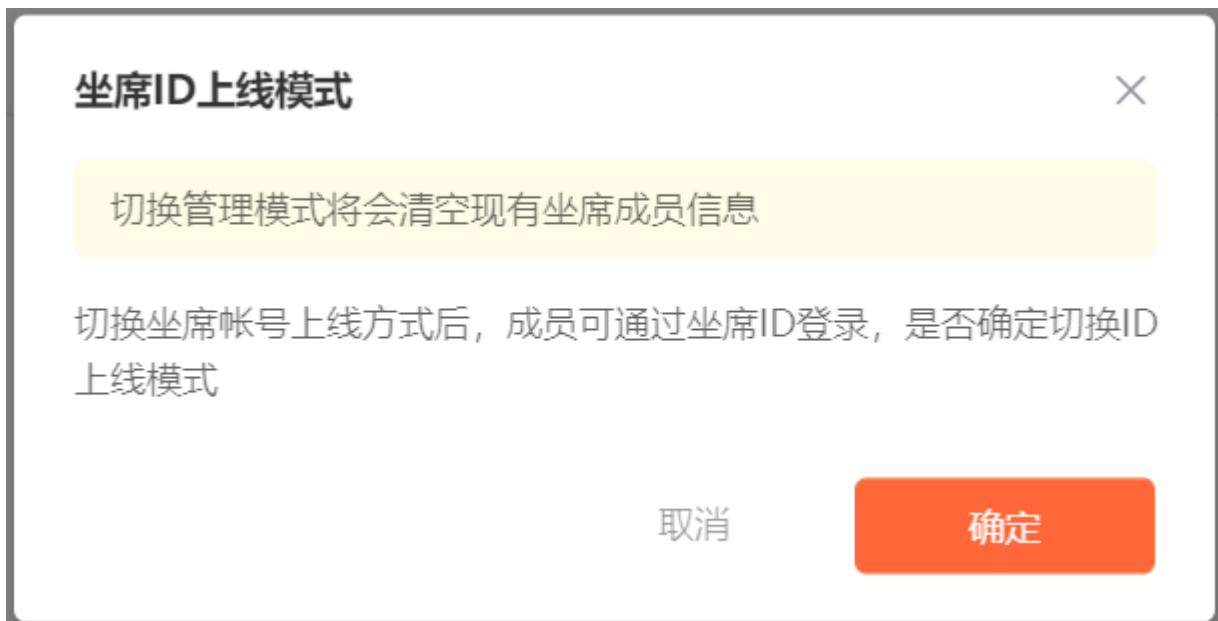 坐席ID上线模式
切换管理模式将会清空现有坐席成员信息
切换坐席帐号上线方式后，成员可通过坐席ID登录，是否确定切换ID
上线模式
取消
确定